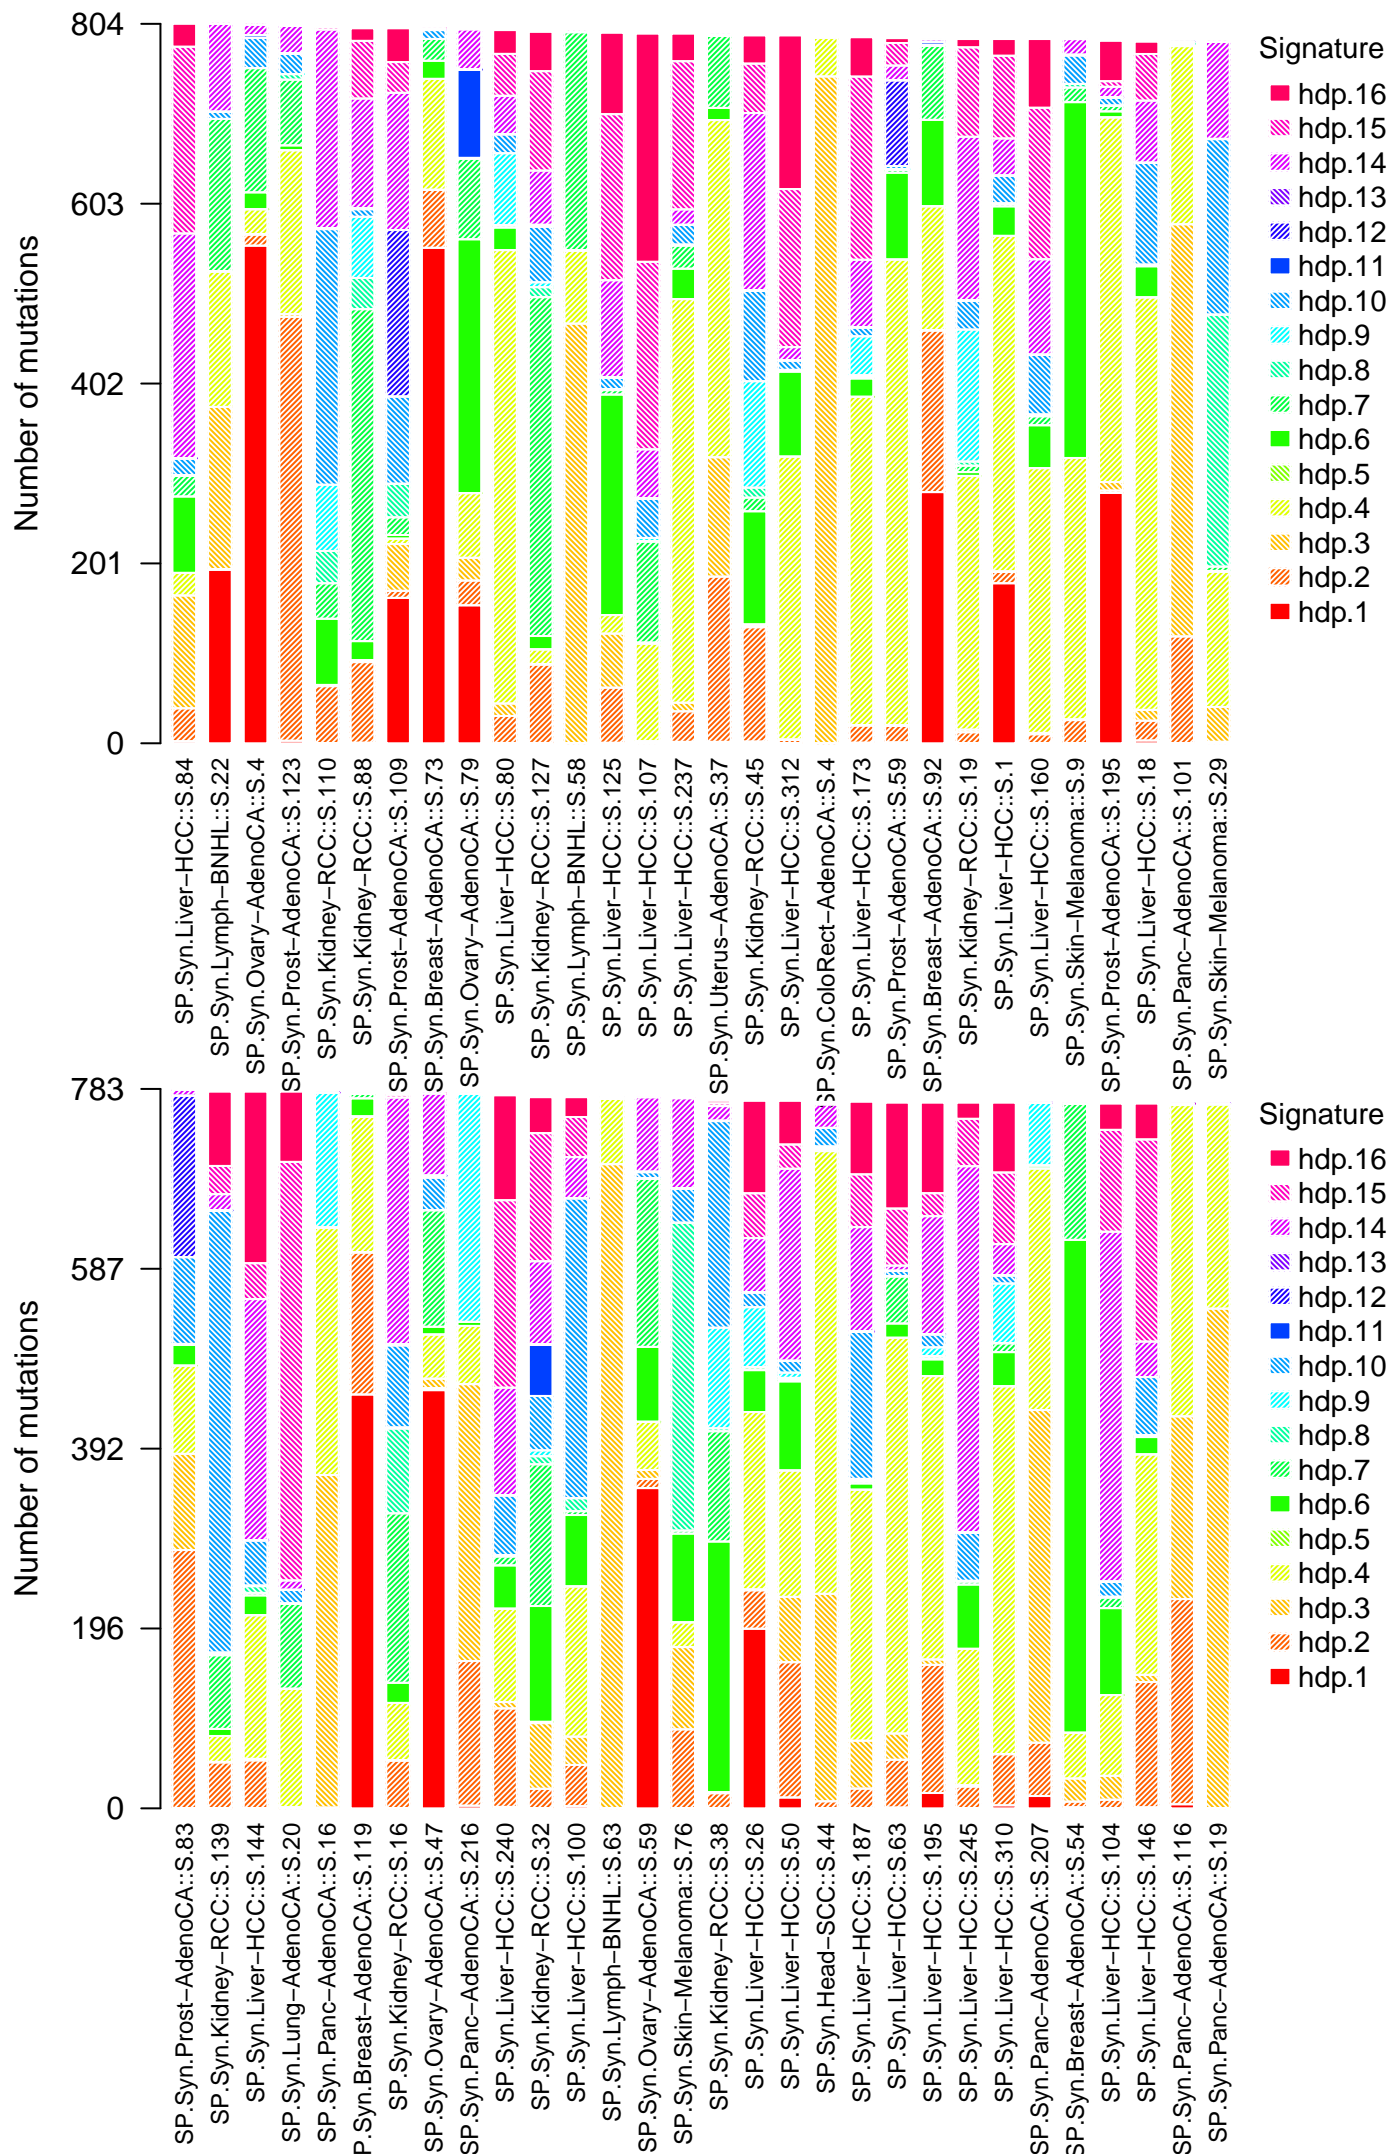 Number of mutations
804
603
402
201
0
SP.Syn.Liver–HCC::S.84
SP.Syn.Lymph–BNHL::S.22
SP.Syn.Ovary–AdenoCA::S.4
SP.Syn.Prost–AdenoCA::S.123
SP.Syn.Kidney–RCC::S.110
SP.Syn.Kidney–RCC::S.88
SP.Syn.Prost–AdenoCA::S.109
SP.Syn.Breast–AdenoCA::S.73
SP.Syn.Ovary–AdenoCA::S.79
SP.Syn.Liver–HCC::S.80
SP.Syn.Kidney–RCC::S.127
SP.Syn.Lymph–BNHL::S.58
SP.Syn.Liver–HCC::S.125
SP.Syn.Liver–HCC::S.107
SP.Syn.Liver–HCC::S.237
SP.Syn.Uterus–AdenoCA::S.37
SP.Syn.Kidney–RCC::S.45
SP.Syn.Liver–HCC::S.312
SP.Syn.ColoRect–AdenoCA::S.4
SP.Syn.Liver–HCC::S.173
SP.Syn.Prost–AdenoCA::S.59
SP.Syn.Breast–AdenoCA::S.92
SP.Syn.Kidney–RCC::S.19
SP.Syn.Liver–HCC::S.1
SP.Syn.Liver–HCC::S.160
SP.Syn.Skin–Melanoma::S.9
SP.Syn.Prost–AdenoCA::S.195
SP.Syn.Liver–HCC::S.18
SP.Syn.Panc–AdenoCA::S.101
SP.Syn.Skin–Melanoma::S.29
Signature
hdp.16
hdp.15
hdp.14
hdp.13
hdp.12
hdp.11
hdp.10
hdp.9
hdp.8
hdp.7
hdp.6
hdp.5
hdp.4
hdp.3
hdp.2
hdp.1
Number of mutations
783
587
392
196
0
SP.Syn.Prost–AdenoCA::S.83
SP.Syn.Kidney–RCC::S.139
SP.Syn.Liver–HCC::S.144
SP.Syn.Lung–AdenoCA::S.20
SP.Syn.Panc–AdenoCA::S.16
SP.Syn.Breast–AdenoCA::S.119
SP.Syn.Kidney–RCC::S.16
SP.Syn.Ovary–AdenoCA::S.47
SP.Syn.Panc–AdenoCA::S.216
SP.Syn.Liver–HCC::S.240
SP.Syn.Kidney–RCC::S.32
SP.Syn.Liver–HCC::S.100
SP.Syn.Lymph–BNHL::S.63
SP.Syn.Ovary–AdenoCA::S.59
SP.Syn.Skin–Melanoma::S.76
SP.Syn.Kidney–RCC::S.38
SP.Syn.Liver–HCC::S.26
SP.Syn.Liver–HCC::S.50
SP.Syn.Head–SCC::S.44
SP.Syn.Liver–HCC::S.187
SP.Syn.Liver–HCC::S.63
SP.Syn.Liver–HCC::S.195
SP.Syn.Liver–HCC::S.245
SP.Syn.Liver–HCC::S.310
SP.Syn.Panc–AdenoCA::S.207
SP.Syn.Breast–AdenoCA::S.54
SP.Syn.Liver–HCC::S.104
SP.Syn.Liver–HCC::S.146
SP.Syn.Panc–AdenoCA::S.116
SP.Syn.Panc–AdenoCA::S.19
Signature
hdp.16
hdp.15
hdp.14
hdp.13
hdp.12
hdp.11
hdp.10
hdp.9
hdp.8
hdp.7
hdp.6
hdp.5
hdp.4
hdp.3
hdp.2
hdp.1